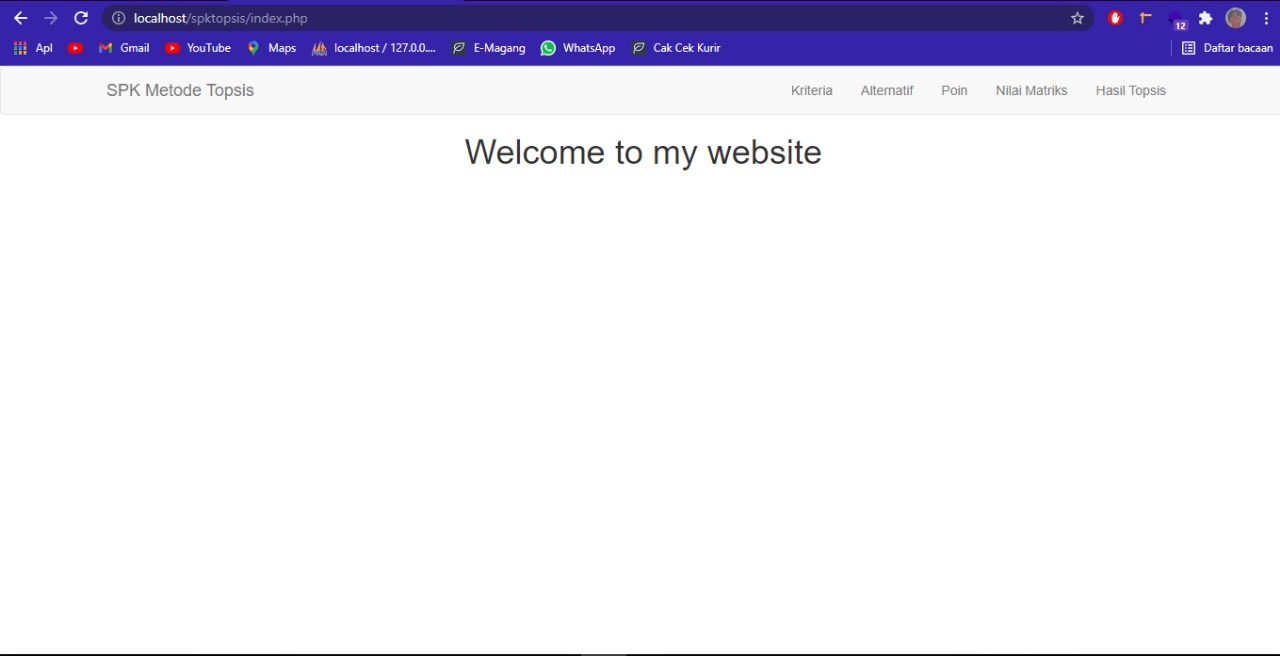 localhost/spktopsis/index.php
12
Apl Gmail YouTube Maps localhost / 127.0.0.... E-Magang WhatsApp Cak Cek Kurir Daftar bacaan
SPK Metode Topsis Kriteria Alternatif Poin Nilai Matriks Hasil Topsis
Welcome to my website